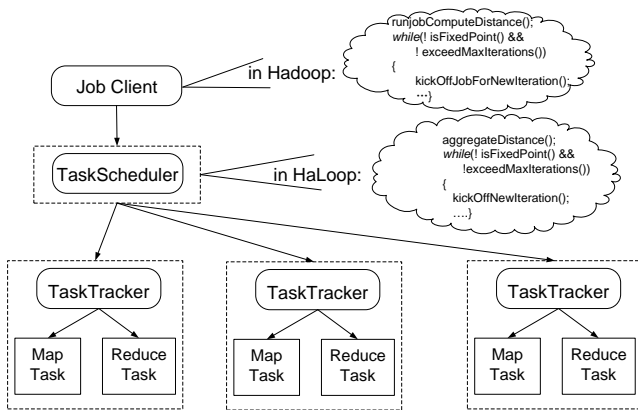 runjobComputeDistance();
while(! isFixedPoint() &&
! exceedMaxIterations())
{
kickOffJobForNewIteration();
...}
Job Client
in Hadoop:
aggregateDistance();
while(! isFixedPoint() &&
!exceedMaxIterations())
{
kickOffNewIteration();
....}
TaskScheduler
in HaLoop:
TaskTracker
TaskTracker
TaskTracker
Map Task
Reduce Task
Map Task
Reduce Task
Map Task
Reduce Task